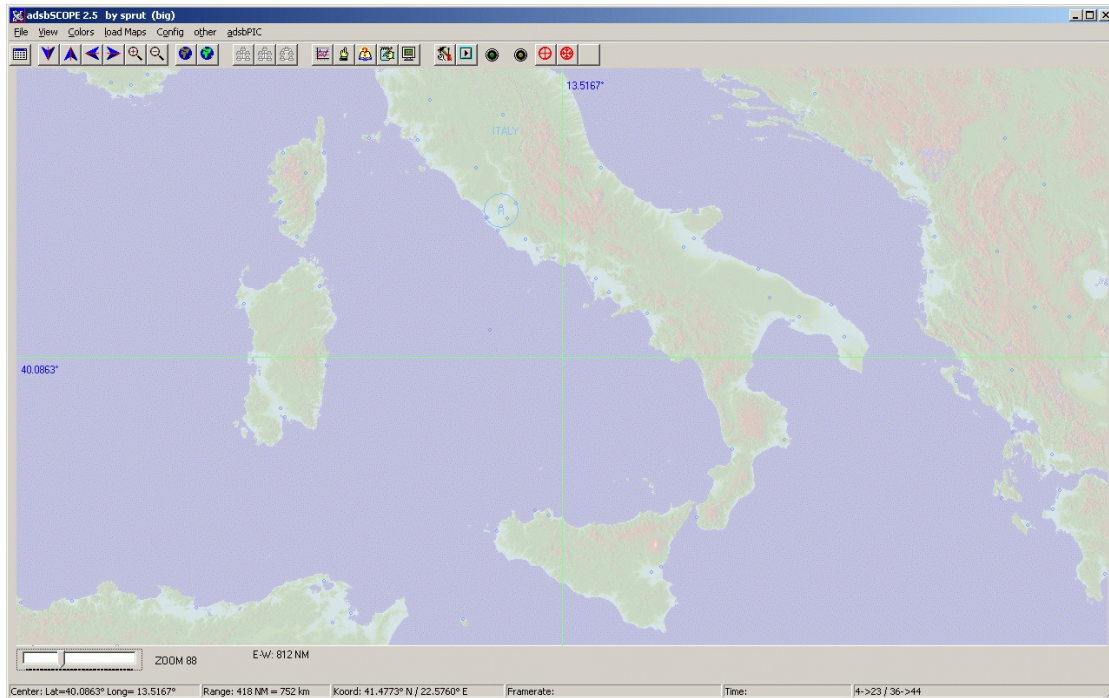 adsbSCOPE 2.5 by sprut (big)
File View Colors load Maps Config other adsbPIC
13.5167°
ITALY
A
40.0863°
ZOOM 88
E-W: 812 NM
Center: Lat=40.0863° Long= 13.5167° Range: 418 NM = 752 km Koord: 41.4773° N / 22.5760° E Framerate: Time: 4->23 / 36->44